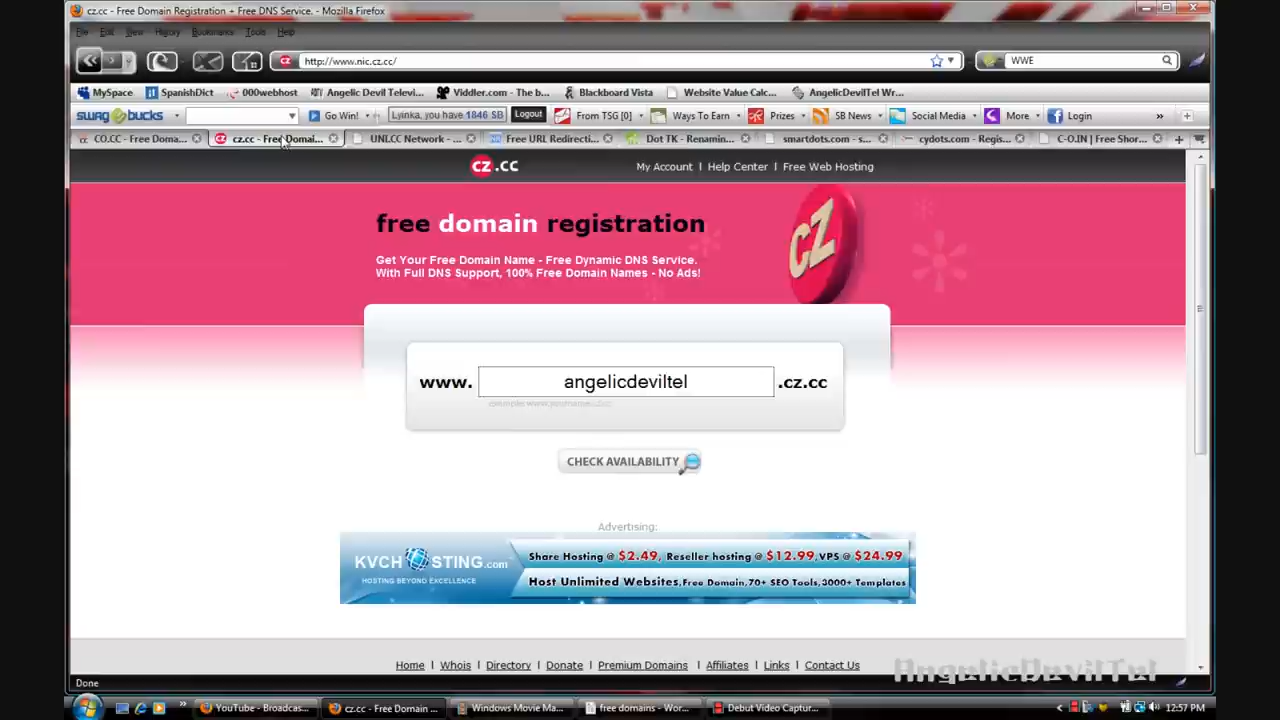 cz.cc - Free Domain Registration + Free DNS Service. - Mozilla Firefox
File Edit View History Bookmarks Tools Help
http://www.nic.cz.cc/
WWE
MySpace SpanishDict 000webhost Angelic Devil Televi... Viddler.com - The b... Blackboard Vista Website Value Calc... AngelicDevilTel Wr...
swagbucks Go Win! Lyinka, you have 1846 SB Logout From TSG [0] Ways To Earn Prizes SB News Social Media More Login »
CO.CC - Free Doma... cz.cc - Free Domai... UNI.CC Network - ... Free URL Redirecti... Dot TK - Renamin... smartdots.com - s... cydots.com - Regis... C-O.IN | Free Shor...
cz.cc
My Account | Help Center | Free Web Hosting
free domain registration
cz
Get Your Free Domain Name - Free Dynamic DNS Service.
With Full DNS Support, 100% Free Domain Names - No Ads!
www. angelicdeviltel .cz.cc
CHECK AVAILABILITY
Advertising:
KVCHOSTING.com
HOSTING BEYOND EXCELLENCE
Share Hosting @ $2.49, Reseller hosting @ $12.99,VPS @ $24.99
Host Unlimited Websites,Free Domain,70+ SEO Tools,3000+ Templates
Home | Whois | Directory | Donate | Premium Domains | Affiliates | Links | Contact Us
AngelicDevilTel
Done
YouTube - Broadcas... cz.cc - Free Domain ... Windows Movie Ma... free domains - Wor... Debut Video Captur... 12:57 PM